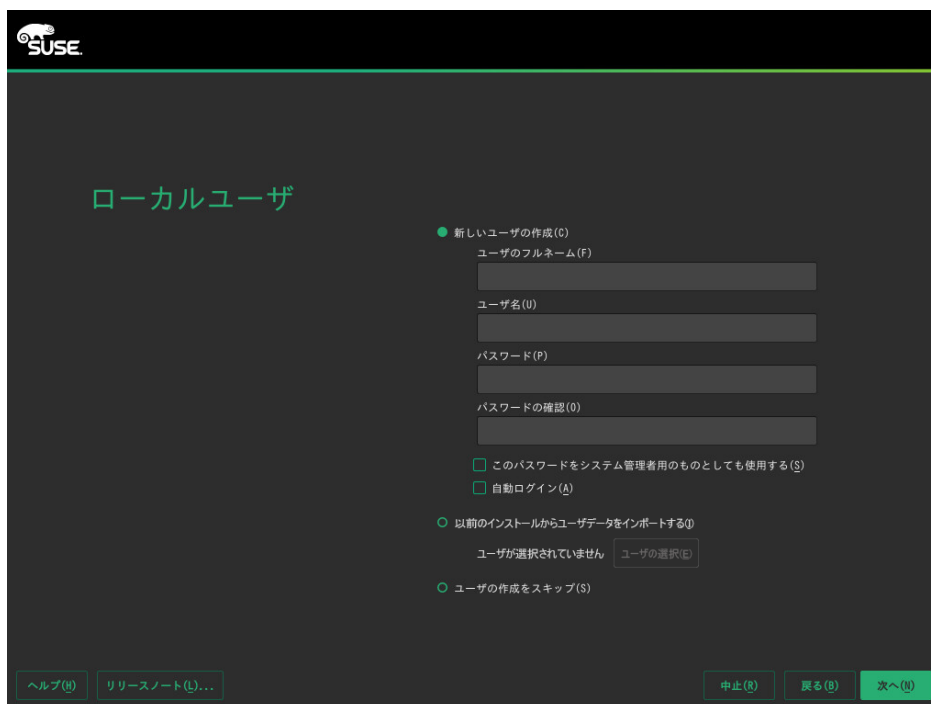 SUSE.
ローカルユーザ
新しいユーザの作成(C)
ユーザのフルネーム(F)
ユーザ名(U)
パスワード(P)
パスワードの確認(O)
このパスワードをシステム管理者用のものとしても使用する(S)
自動ログイン(A)
以前のインストールからユーザデータをインポートする(I)
ユーザが選択されていません ユーザの選択(E)
ユーザの作成をスキップ(S)
ヘルプ(H) リリースノート(L)... 中止(R) 戻る(B) 次へ(N)